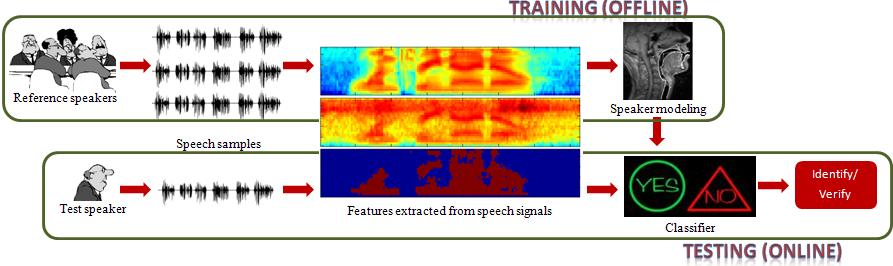 TRAINING (OFFLINE)
Reference speakers
Speaker modeling
Speech samples
YES
NO
Identify/
Verify
Test speaker
Features extracted from speech signals
Classifier
TESTING (ONLINE)